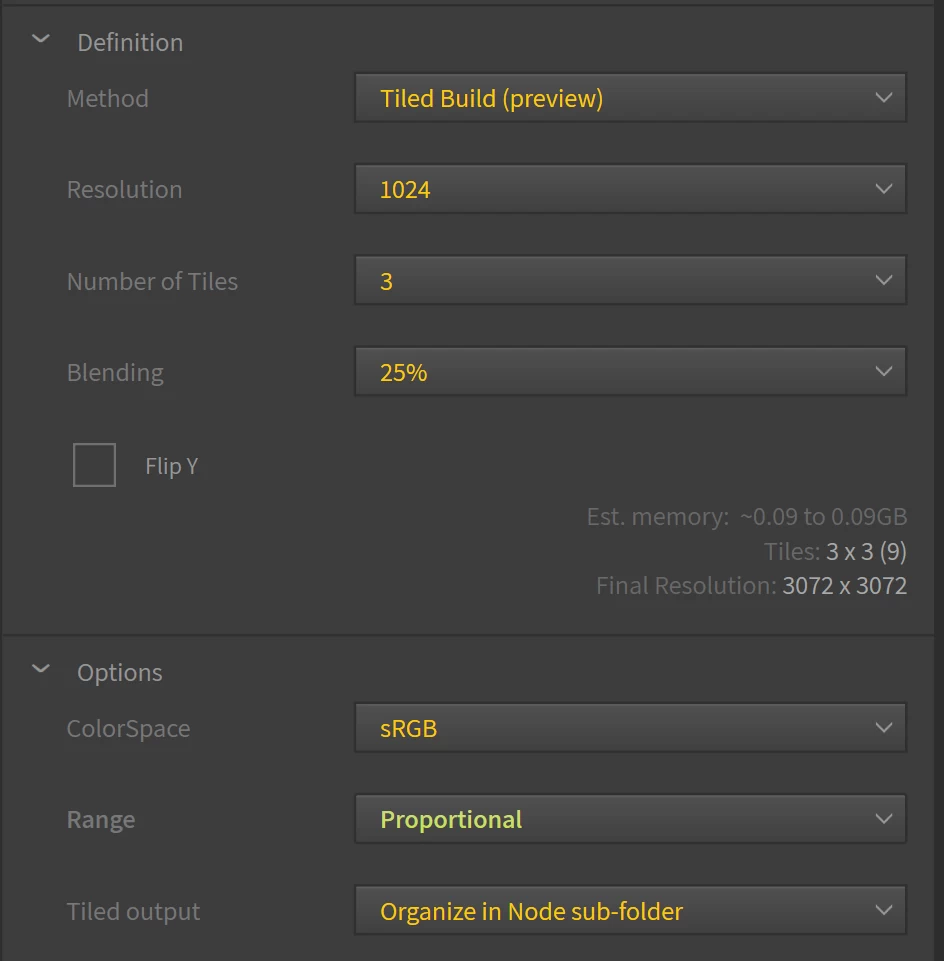 Definition
Method Tiled Build (preview)
Resolution 1024
Number of Tiles 3
Blending 25%
Flip Y
Est. memory: ~0.09 to 0.09GB
Tiles: 3 x 3 (9)
Final Resolution: 3072 x 3072
Options
ColorSpace sRGB
Range Proportional
Tiled output Organize in Node sub-folder